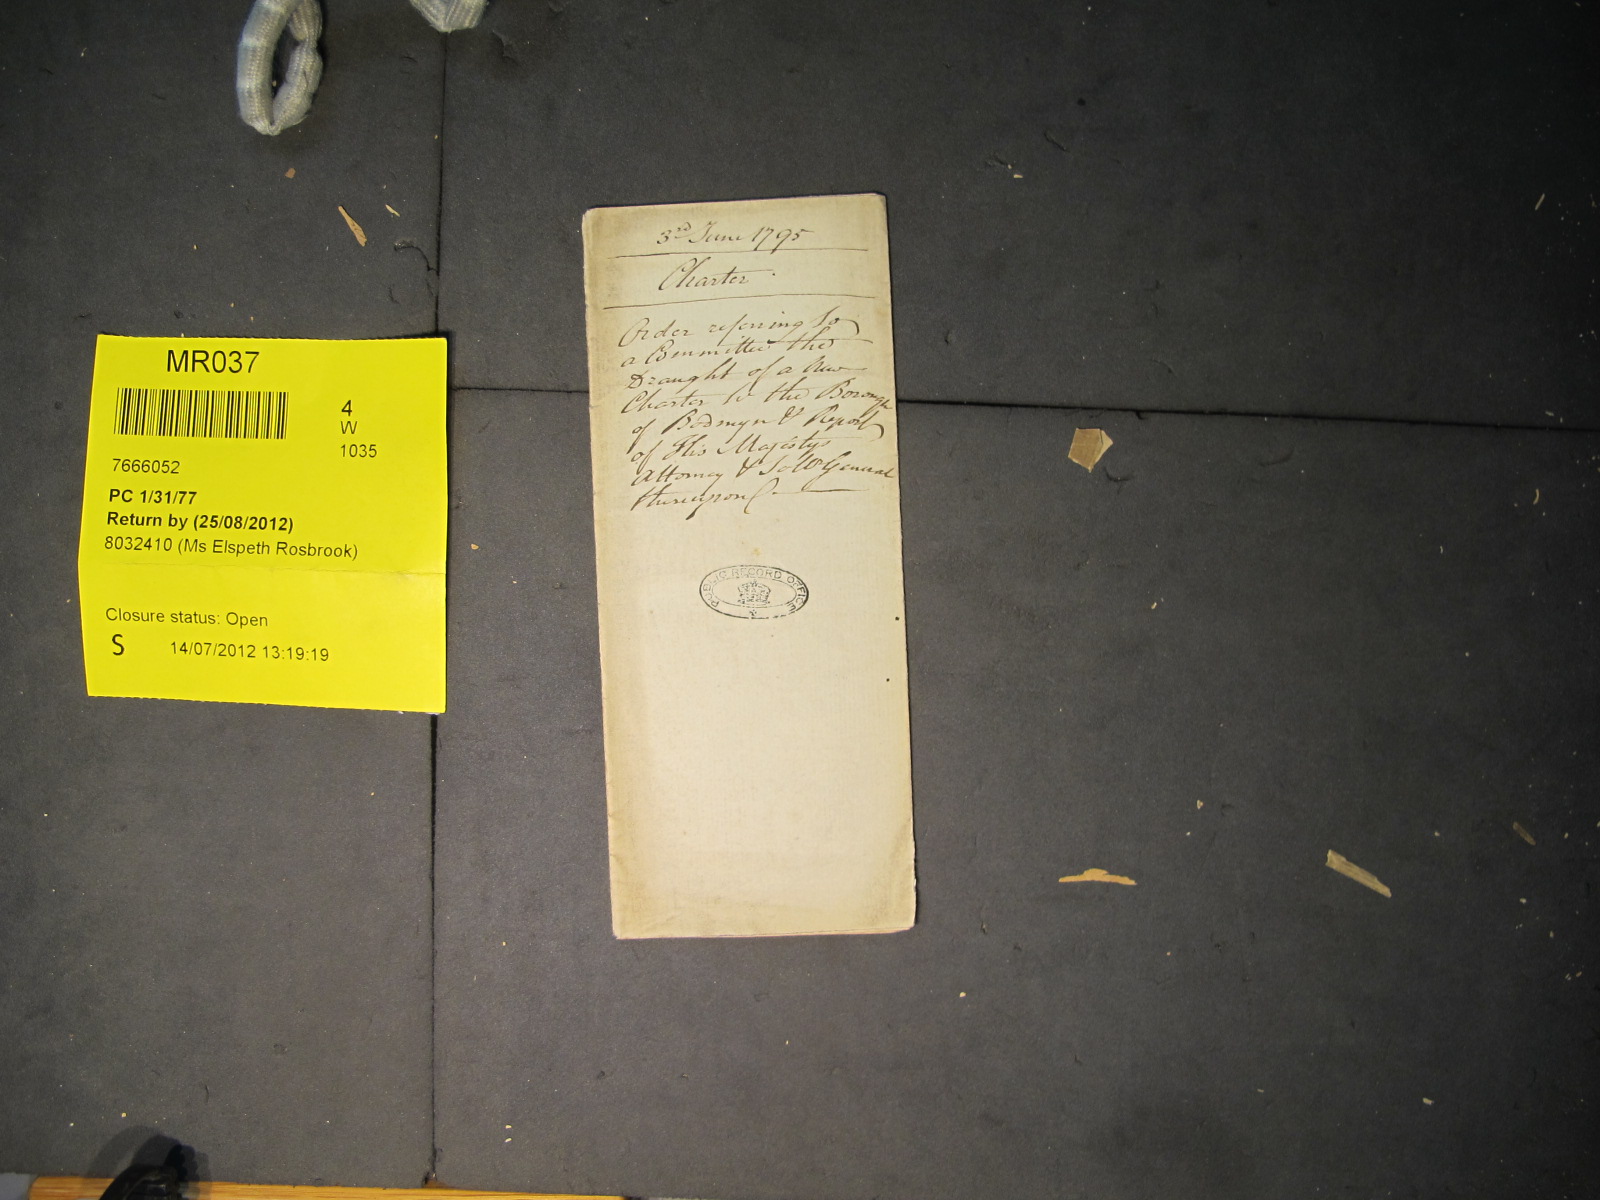 MR037
4
W
1035
7666052
PC 1/31/77
Return by (25/08/2012)
8032410 (Ms Elspeth Rosbrook)
Closure status: Open
S 14/07/2012 13:19:19
3rd June 1795
Charter
Order referring to
a Committee the
Draught of a New
Charter to the Borough
of Bodmyn & Report
of His Majestys
Attorney & Sollr General
thereupon
PUBLIC RECORD OFFICE